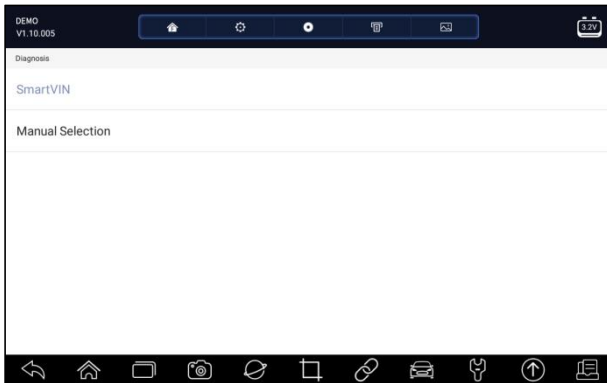 DEMO
V1.10.005
3.2V
Diagnosis
SmartVIN
Manual Selection